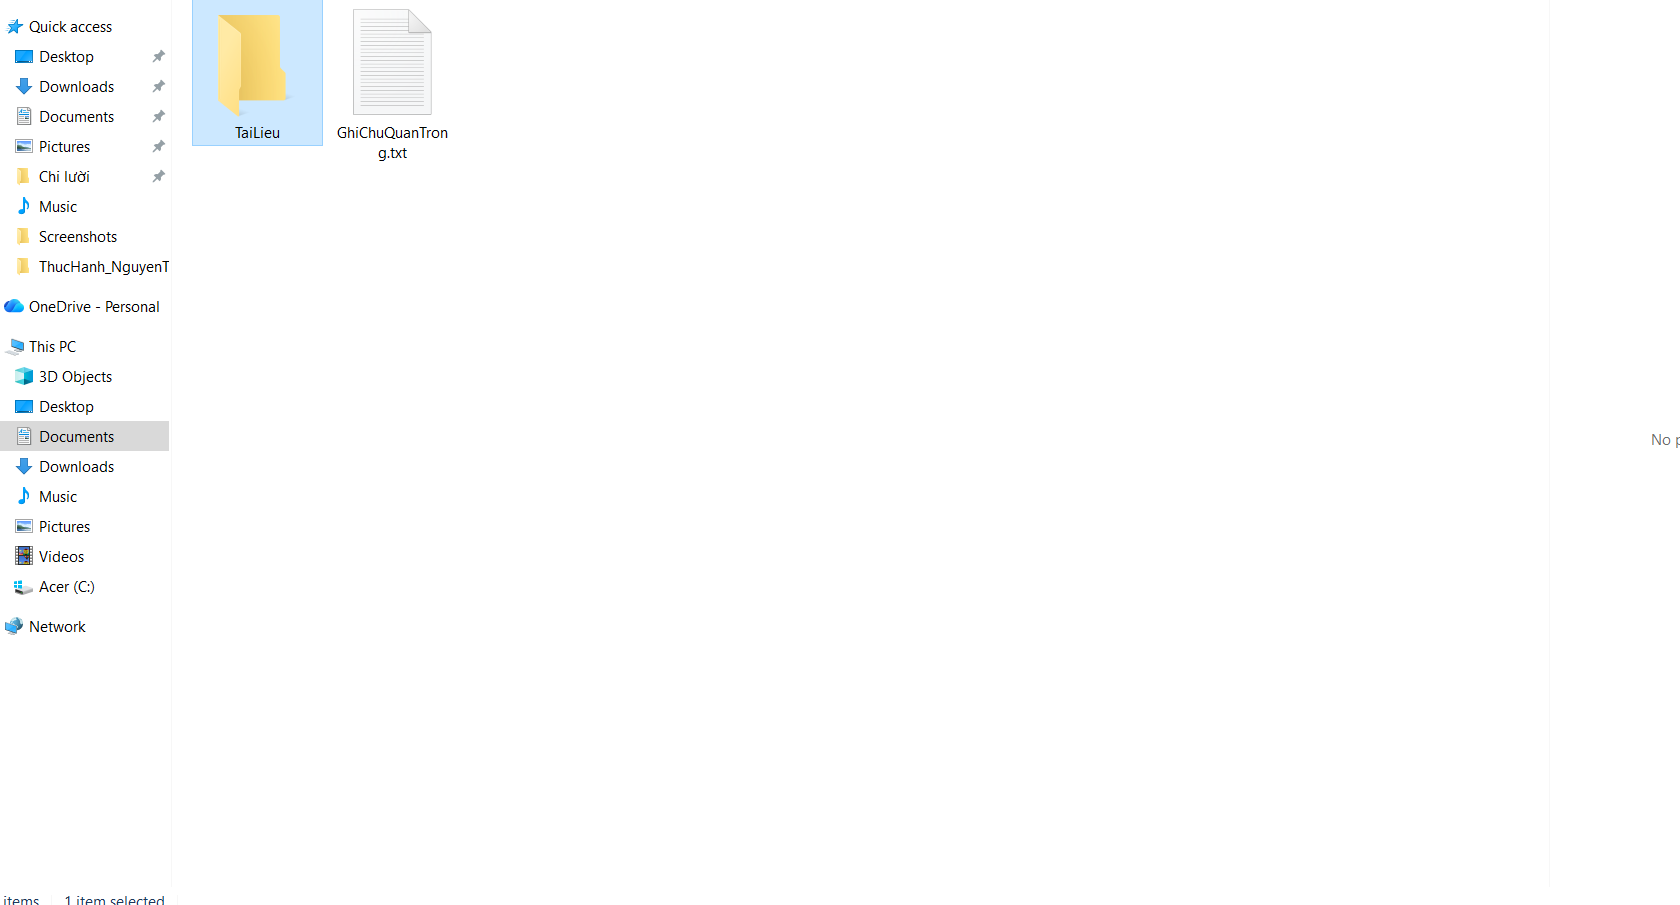 Quick access
Desktop
Downloads
Documents
Pictures
Chi lười
Music
Screenshots
ThucHanh_NguyenT
OneDrive - Personal
This PC
3D Objects
Desktop
Documents
Downloads
Music
Pictures
Videos
Acer (C:)
Network
TaiLieu
GhiChuQuanTron
g.txt
No
items
1 item selected